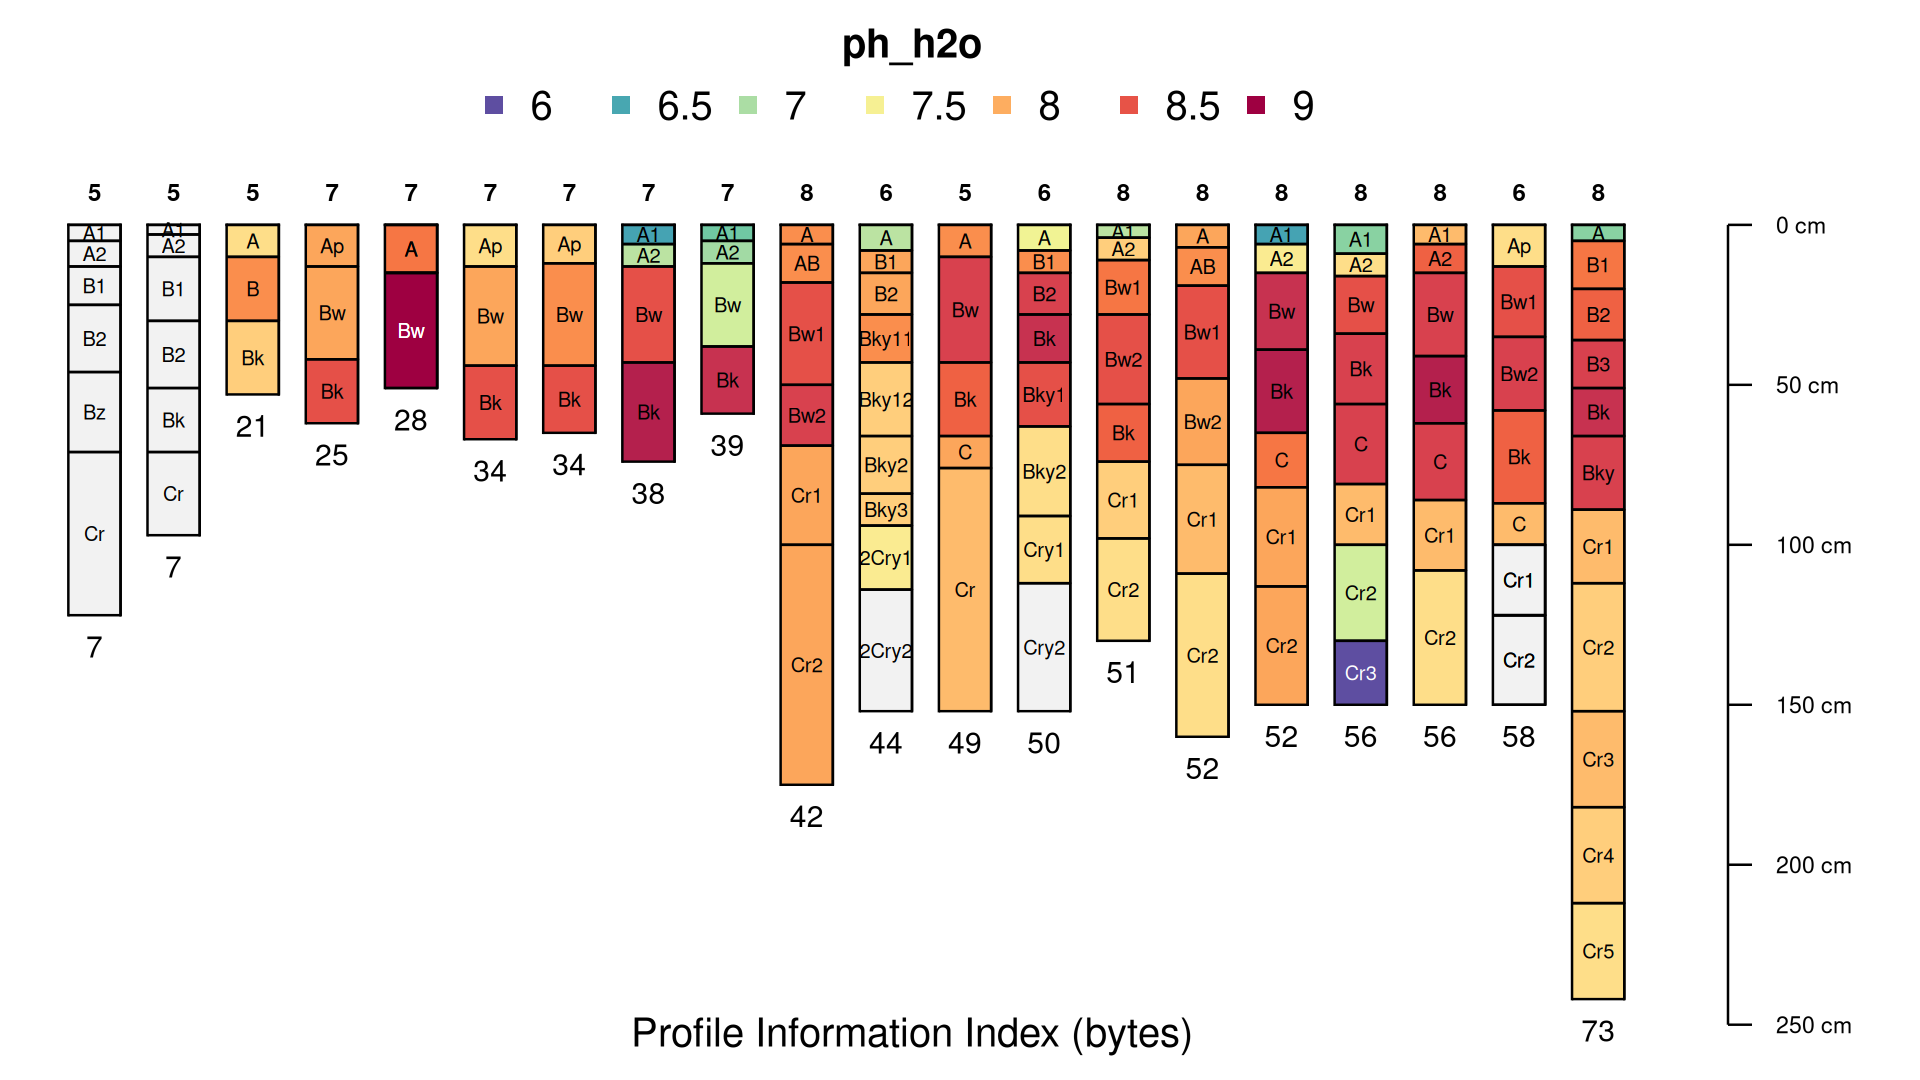 ph_h2o
6 6.5 7 7.5 8 8.5 9
5 5 5 7 7 7 7 7 7 8 6 5 6 8 8 8 8 8 6 8
A1 A2 B1 B2 Bz Cr
7
A1 A2 B1 B2 Bk Cr
7
A B Bk
21
Ap Bw Bk
25
A Bw
28
Ap Bw Bk
34
Ap Bw Bk
34
A1 A2 Bw Bk
38
A1 A2 Bw Bk
39
A AB Bw1 Bw2 Cr1 Cr2
42
A B1 B2 Bky11 Bky12 Bky2 Bky3 2Cry1 2Cry2
44
A Bw Bk C Cr
49
A B1 B2 Bk Bky1 Bky2 Cry1 Cry2
50
A1 A2 Bw1 Bw2 Bk Cr1 Cr2
51
A AB Bw1 Bw2 Cr1 Cr2
52
A1 A2 Bw Bk C Cr1 Cr2
52
A1 A2 Bw Bk C Cr1 Cr2 Cr3
56
A1 A2 Bw Bk C Cr1 Cr2
56
Ap Bw1 Bw2 Bk C Cr1 Cr2
58
A B1 B2 B3 Bk Bky Cr1 Cr2 Cr3 Cr4 Cr5
73
0 cm
50 cm
100 cm
150 cm
200 cm
250 cm
Profile Information Index (bytes)